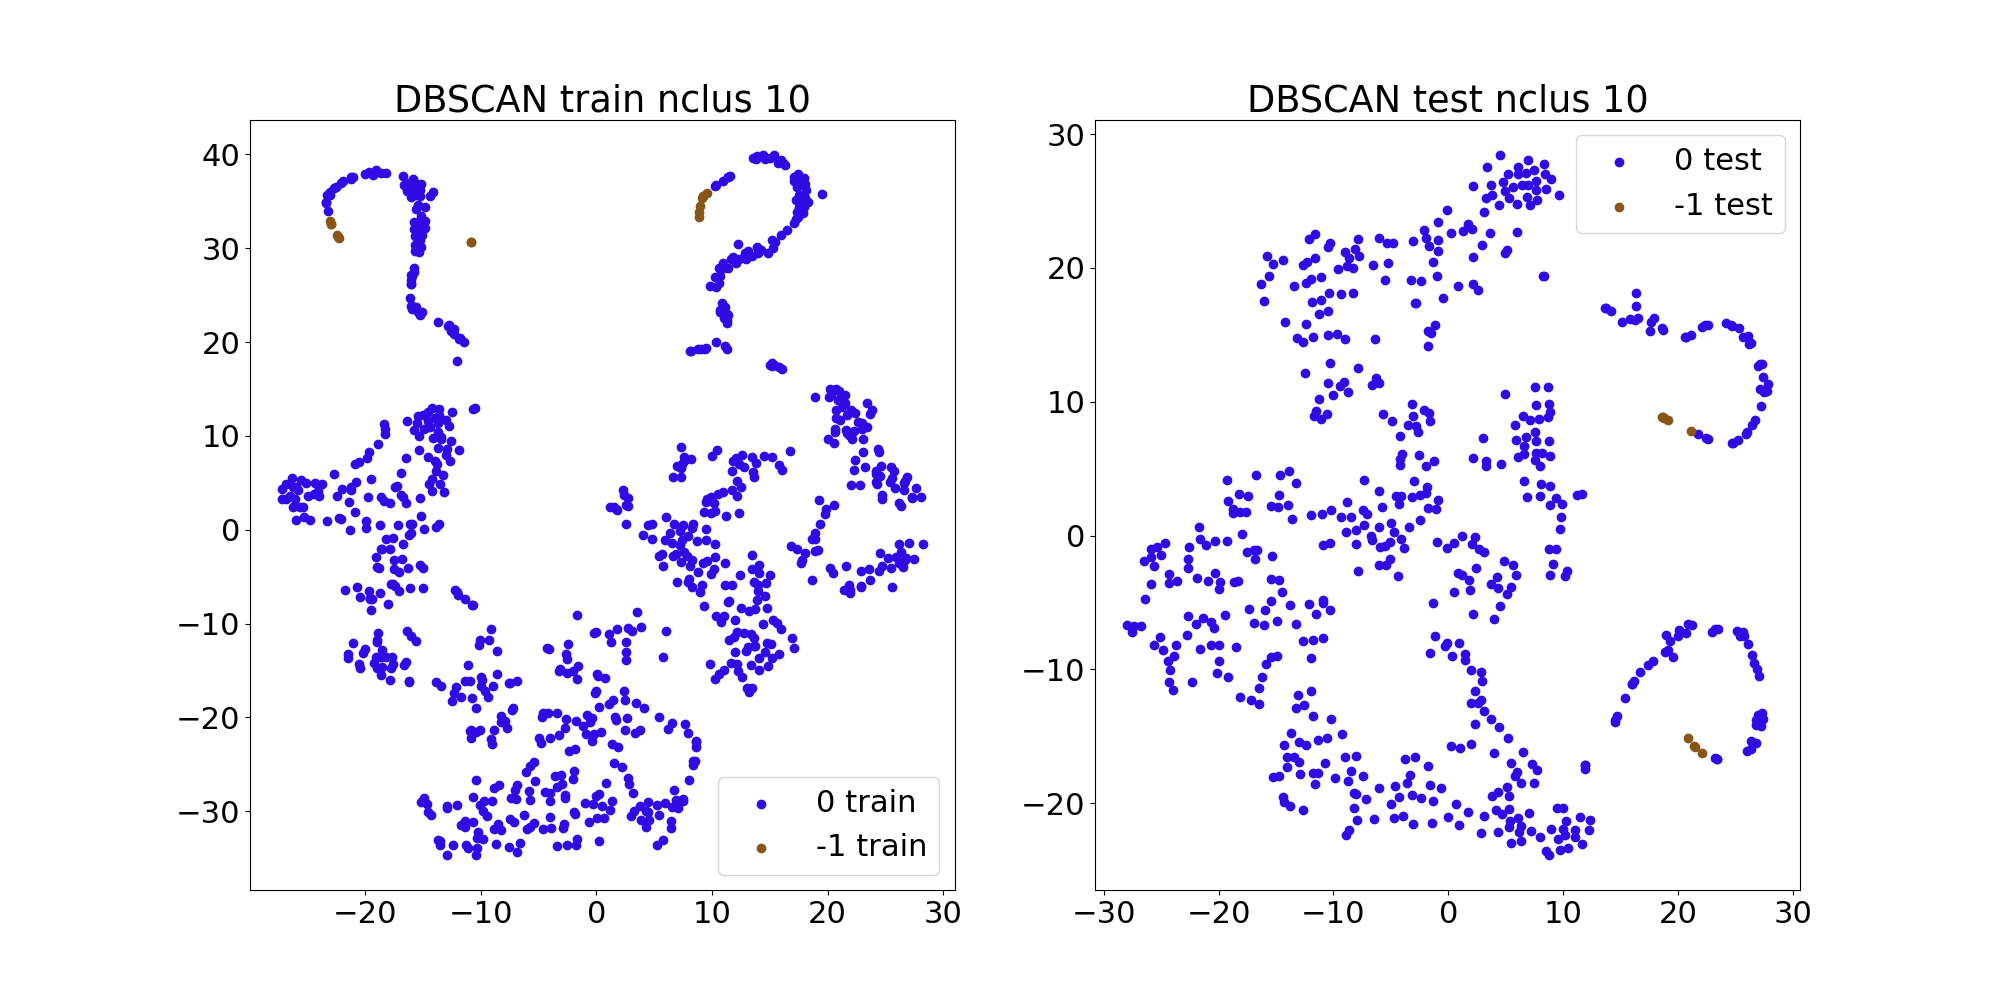 DBSCAN train nclus 10
40
30
20
10
0
−10
−20
−30
−20 −10 0 10 20 30
0 train
-1 train
DBSCAN test nclus 10
30
20
10
0
−10
−20
−30 −20 −10 0 10 20 30
0 test
-1 test